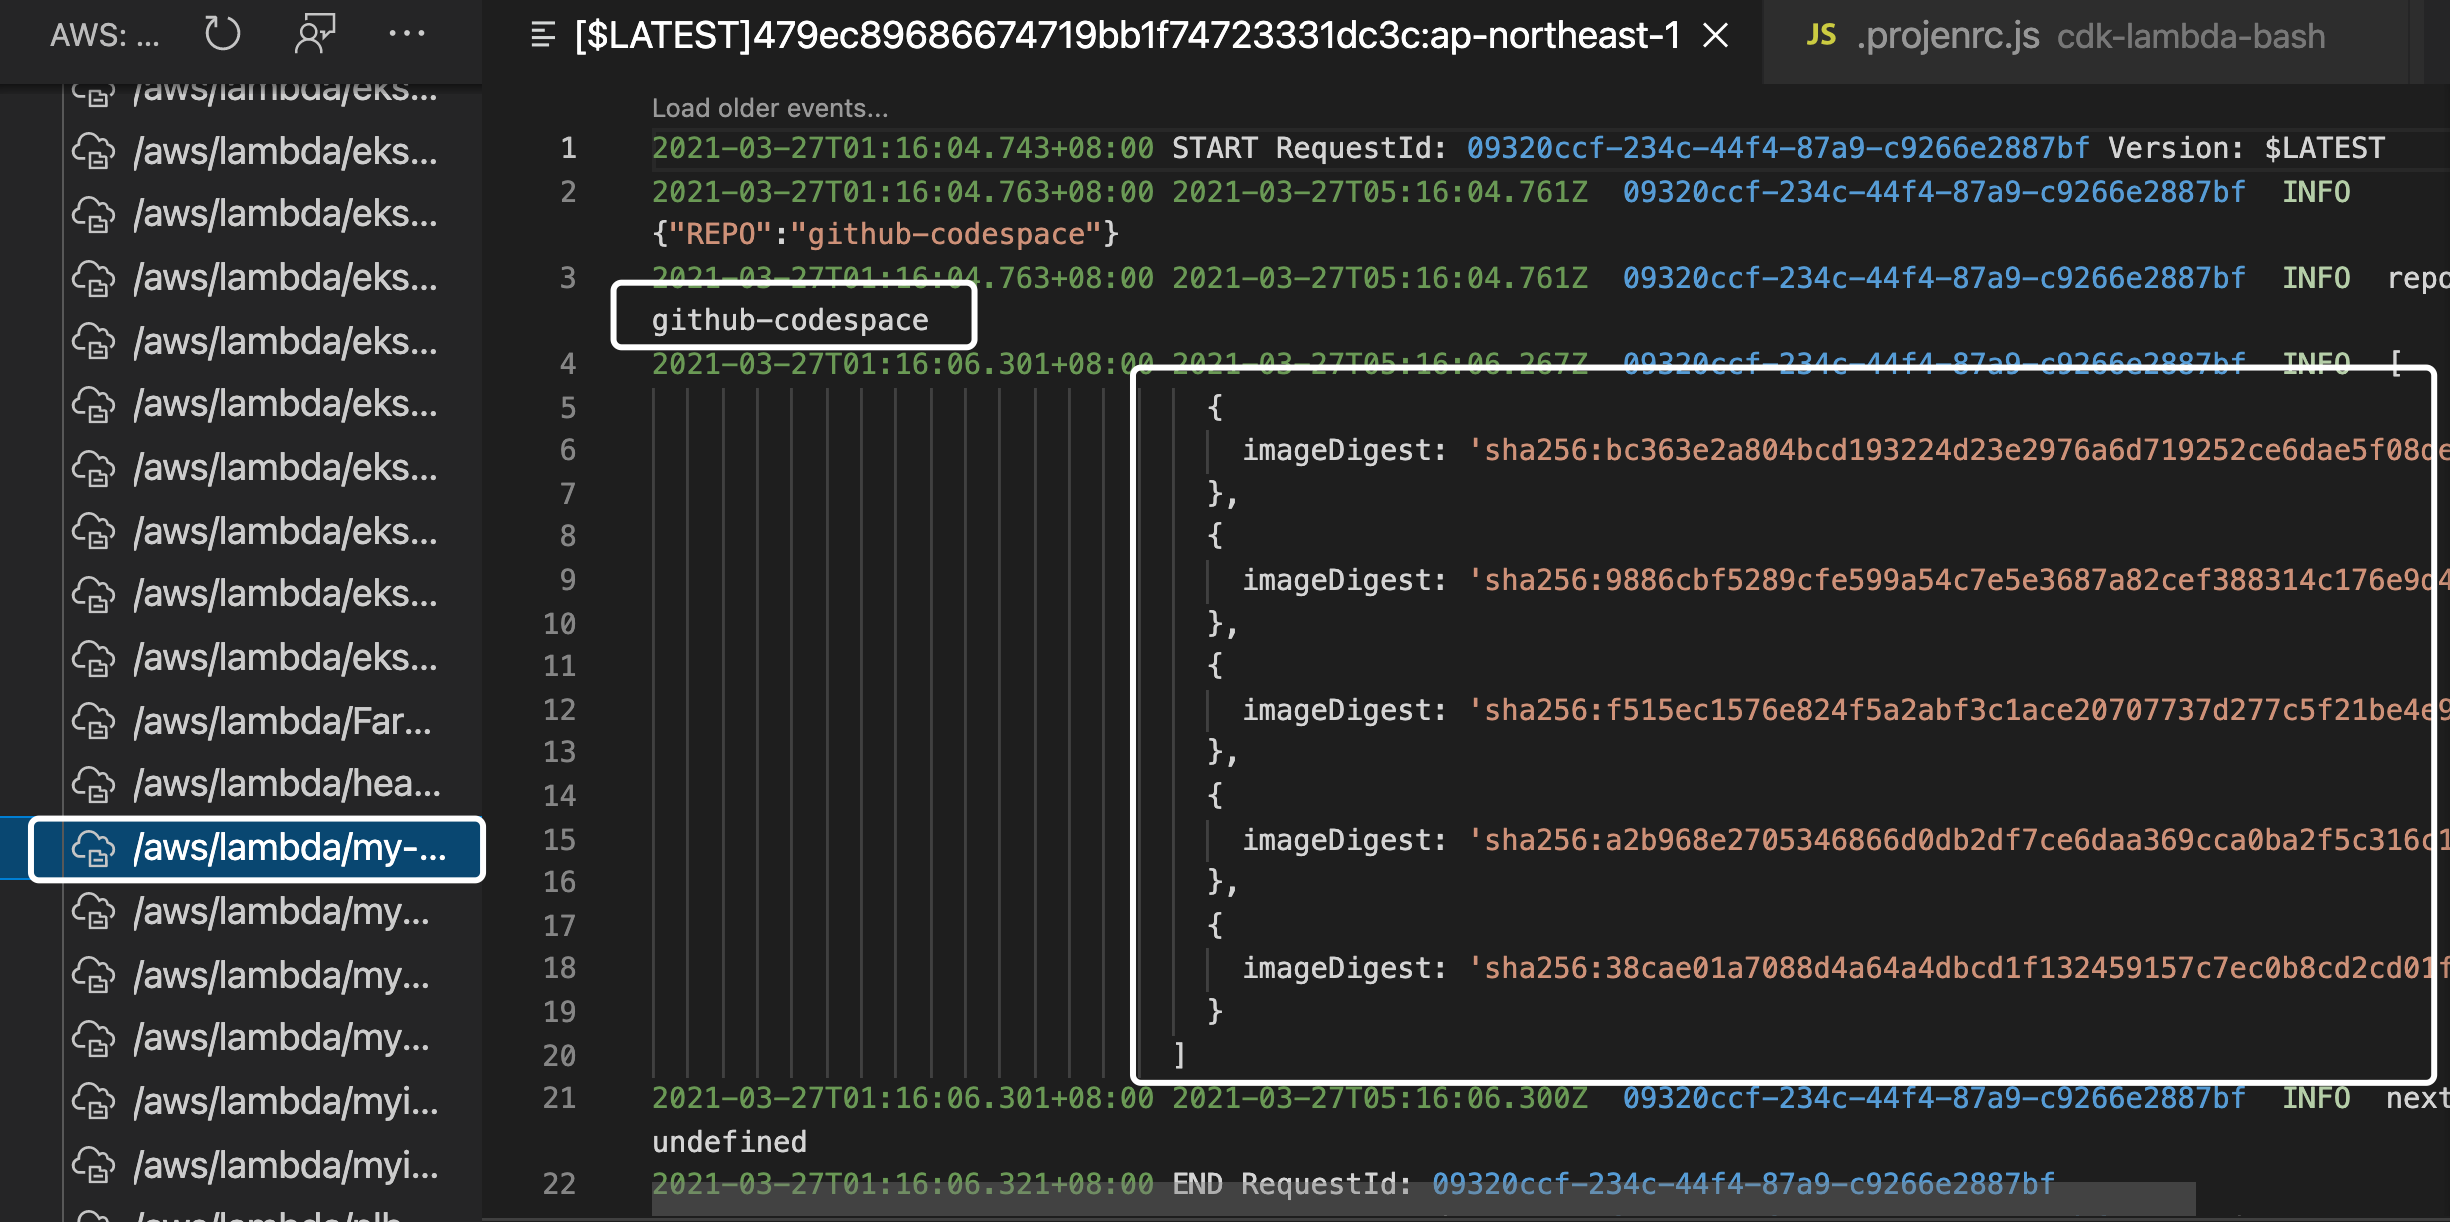 AWS: ...
[$LATEST]479ec89686674719bb1f74723331dc3c:ap-northeast-1
JS .projenrc.js cdk-lambda-bash
/aws/lambda/eks...
/aws/lambda/eks...
/aws/lambda/eks...
/aws/lambda/eks...
/aws/lambda/eks...
/aws/lambda/eks...
/aws/lambda/eks...
/aws/lambda/eks...
/aws/lambda/eks...
/aws/lambda/eks...
/aws/lambda/Far...
/aws/lambda/hea...
/aws/lambda/my-...
/aws/lambda/my...
/aws/lambda/my...
/aws/lambda/my...
/aws/lambda/myi...
/aws/lambda/myi...
/aws/lambda/nlb
Load older events...
1 2021-03-27T01:16:04.743+08:00 START RequestId: 09320ccf-234c-44f4-87a9-c9266e2887bf Version: $LATEST
2 2021-03-27T01:16:04.763+08:00 2021-03-27T05:16:04.761Z 09320ccf-234c-44f4-87a9-c9266e2887bf INFO
{"REPO":"github-codespace"}
3 2021-03-27T01:16:04.763+08:00 2021-03-27T05:16:04.761Z 09320ccf-234c-44f4-87a9-c9266e2887bf INFO repo
github-codespace
4 2021-03-27T01:16:06.301+08:00 2021-03-27T05:16:06.267Z 09320ccf-234c-44f4-87a9-c9266e2887bf INFO [
5 {
6 imageDigest: 'sha256:bc363e2a804bcd193224d23e2976a6d719252ce6dae5f08de
7 },
8 {
9 imageDigest: 'sha256:9886cbf5289cfe599a54c7e5e3687a82cef388314c176e9d4
10 },
11 {
12 imageDigest: 'sha256:f515ec1576e824f5a2abf3c1ace20707737d277c5f21be4e9
13 },
14 {
15 imageDigest: 'sha256:a2b968e2705346866d0db2df7ce6daa369cca0ba2f5c316c1
16 },
17 {
18 imageDigest: 'sha256:38cae01a7088d4a64a4dbcd1f132459157c7ec0b8cd2cd01f
19 }
20 ]
21 2021-03-27T01:16:06.301+08:00 2021-03-27T05:16:06.300Z 09320ccf-234c-44f4-87a9-c9266e2887bf INFO next
undefined
22 2021-03-27T01:16:06.321+08:00 END RequestId: 09320ccf-234c-44f4-87a9-c9266e2887bf